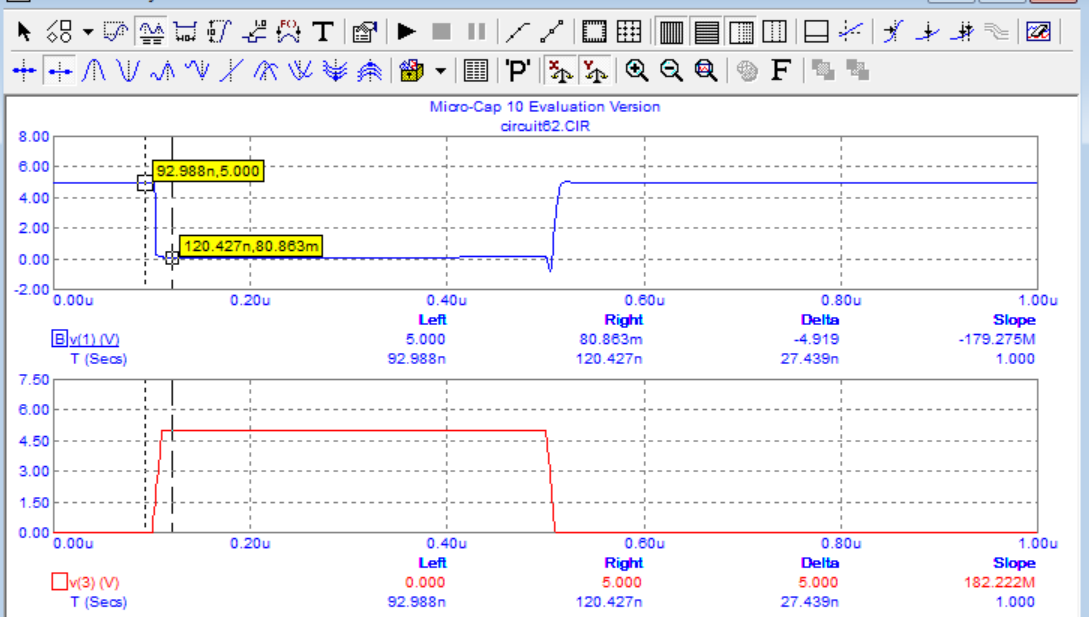 T
'P'
F
Micro-Cap 10 Evaluation Version
circuit62.CIR
8.00
6.00
92.988n,5.000
4.00
2.00
120.427n,80.863m
0.00
-2.00
0.00u 0.20u 0.40u 0.60u 0.80u 1.00u
Left Right Delta Slope
B v(1) (V) 5.000 80.863m -4.919 -179.275M
T (Secs) 92.988n 120.427n 27.439n 1.000
7.50
6.00
4.50
3.00
1.50
0.00
0.00u 0.20u 0.40u 0.60u 0.80u 1.00u
Left Right Delta Slope
v(3) (V) 0.000 5.000 5.000 182.222M
T (Secs) 92.988n 120.427n 27.439n 1.000